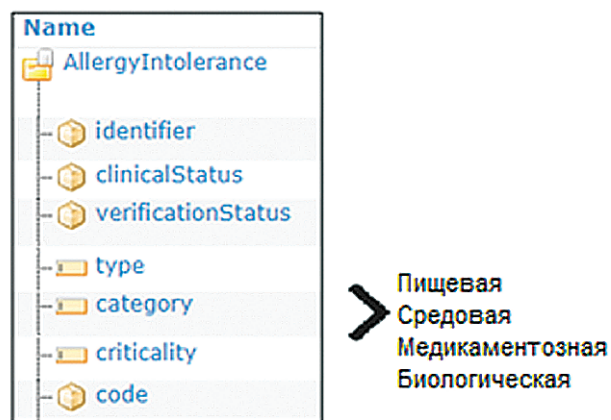 Name
AllergyIntolerance
identifier
clinicalStatus
verificationStatus
type
category
criticality
code
Пищевая
Средовая
Медикаментозная
Биологическая